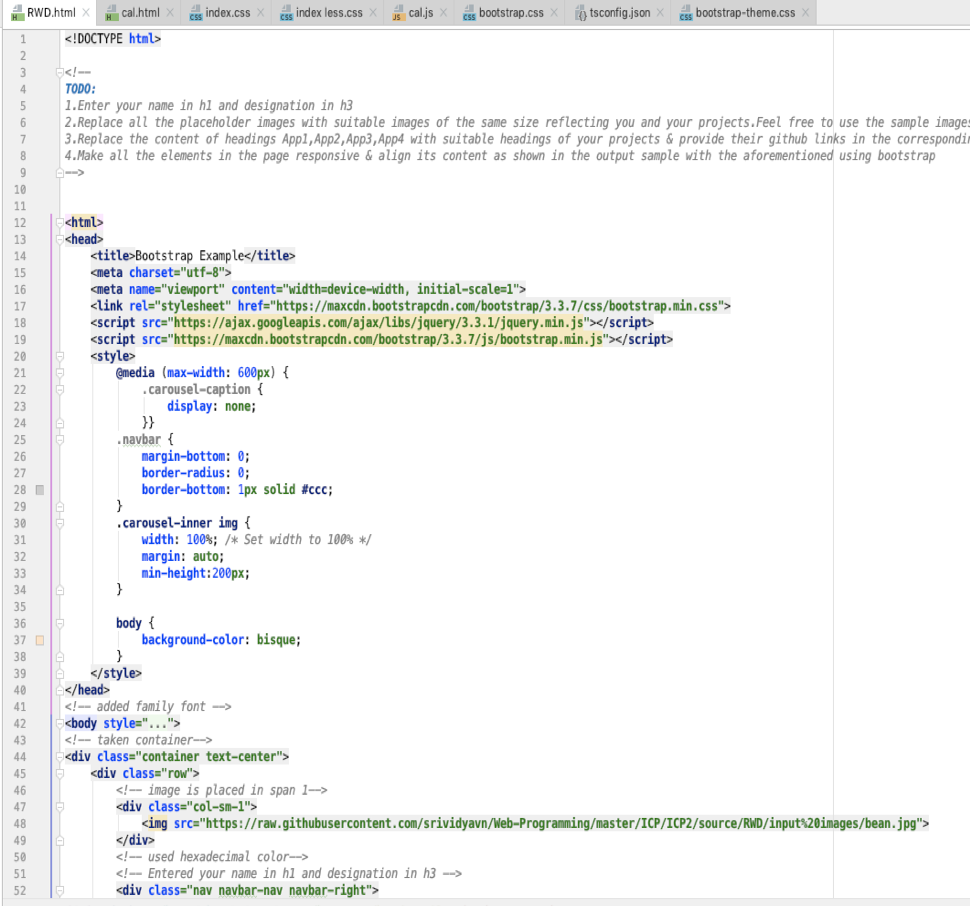 RWD.html cal.html index.css index less.css cal.js bootstrap.css tsconfig.json bootstrap-theme.css
1 <!DOCTYPE html>
2
3 <!--
4 TODO:
5 1.Enter your name in h1 and designation in h3
6 2.Replace all the placeholder images with suitable images of the same size reflecting you and your projects.Feel free to use the sample images
7 3.Replace the content of headings App1,App2,App3,App4 with suitable headings of your projects & provide their github links in the correspondin
8 4.Make all the elements in the page responsive & align its content as shown in the output sample with the aforementioned using bootstrap
9 -->
10
11
12 <html>
13 <head>
14 <title>Bootstrap Example</title>
15 <meta charset="utf-8">
16 <meta name="viewport" content="width=device-width, initial-scale=1">
17 <link rel="stylesheet" href="https://maxcdn.bootstrapcdn.com/bootstrap/3.3.7/css/bootstrap.min.css">
18 <script src="https://ajax.googleapis.com/ajax/libs/jquery/3.3.1/jquery.min.js"></script>
19 <script src="https://maxcdn.bootstrapcdn.com/bootstrap/3.3.7/js/bootstrap.min.js"></script>
20 <style>
21 @media (max-width: 600px) {
22 .carousel-caption {
23 display: none;
24 }}
25 .navbar {
26 margin-bottom: 0;
27 border-radius: 0;
28 border-bottom: 1px solid #ccc;
29 }
30 .carousel-inner img {
31 width: 100%; /* Set width to 100% */
32 margin: auto;
33 min-height:200px;
34 }
35
36 body {
37 background-color: bisque;
38 }
39 </style>
40 </head>
41 <!-- added family font -->
42 <body style="...">
43 <!-- taken container-->
44 <div class="container text-center">
45 <div class="row">
46 <!-- image is placed in span 1-->
47 <div class="col-sm-1">
48 <img src="https://raw.githubusercontent.com/srividyavn/Web-Programming/master/ICP/ICP2/source/RWD/input%20images/bean.jpg">
49 </div>
50 <!-- used hexadecimal color-->
51 <!-- Entered your name in h1 and designation in h3 -->
52 <div class="nav navbar-nav navbar-right">